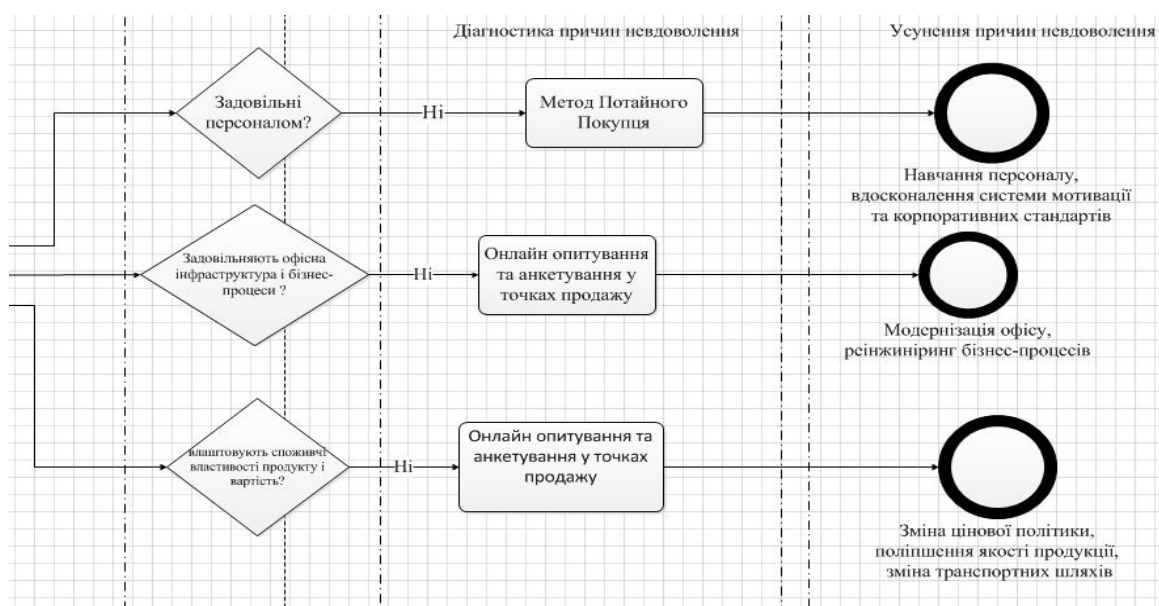 Діагностика причин невдоволення
Усунення причин невдоволення
Задовільні
персоналом?
Ні
Метод Потайного
Покупця
Навчання персоналу,
вдосконалення системи мотивації
та корпоративних стандартів
Задовільняють офісна
інфраструктура і бізнес-
процеси ?
Ні
Онлайн опитування
та анкетування у
точках продажу
Модернізація офісу,
реінжиніринг бізнес-процесів
влаштовують споживчі
властивості продукту і
вартість?
Ні
Онлайн опитування та
анкетування у точках
продажу
Зміна цінової політики,
поліпшення якості продукції,
зміна транспортних шляхів